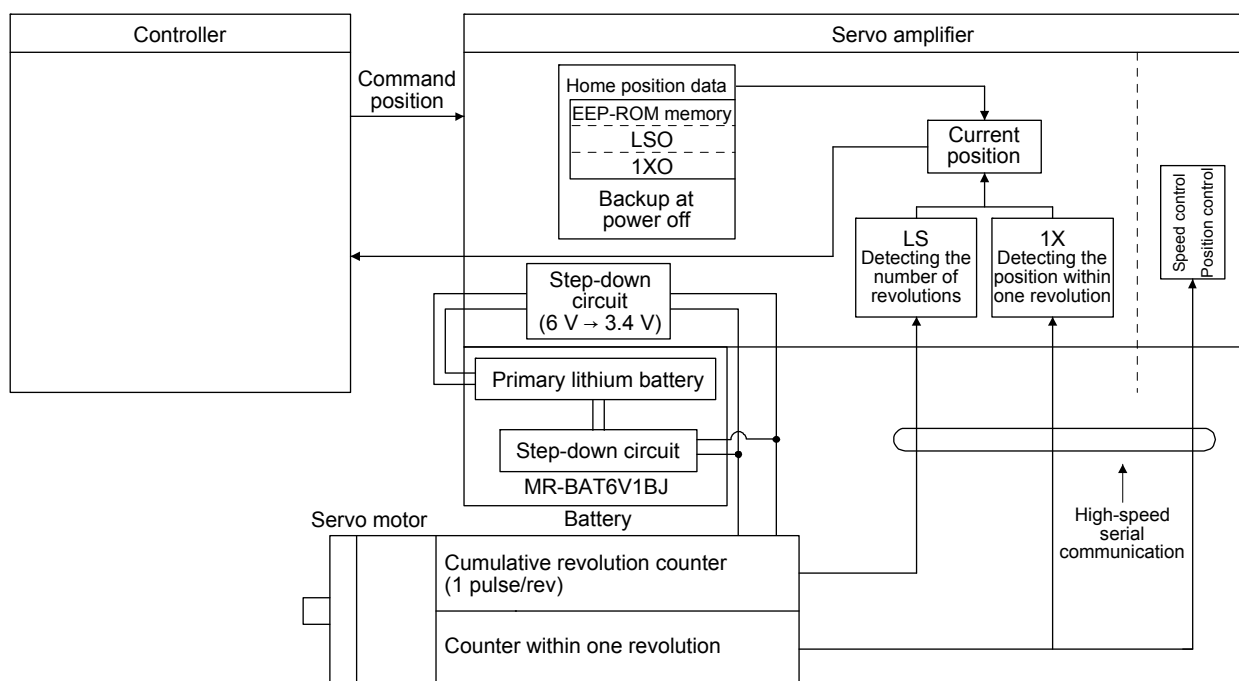 Controller
Servo amplifier
Command
position
Home position data
EEP-ROM memory
LSO
1XO
Backup at
power off
Current
position
LS
Detecting the
number of
revolutions
1X
Detecting the
position within
one revolution
Speed control
Position control
Step-down
circuit
(6 V → 3.4 V)
Primary lithium battery
Step-down circuit
MR-BAT6V1BJ
Battery
Servo motor
Cumulative revolution counter
(1 pulse/rev)
Counter within one revolution
High-speed
serial
communication